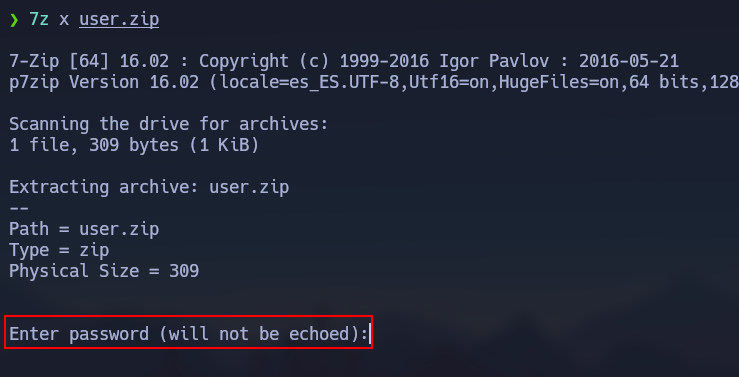 ❯ 7z x user.zip
7-Zip [64] 16.02 : Copyright (c) 1999-2016 Igor Pavlov : 2016-05-21
p7zip Version 16.02 (locale=es_ES.UTF-8,Utf16=on,HugeFiles=on,64 bits,128
Scanning the drive for archives:
1 file, 309 bytes (1 KiB)
Extracting archive: user.zip
--
Path = user.zip
Type = zip
Physical Size = 309
Enter password (will not be echoed):